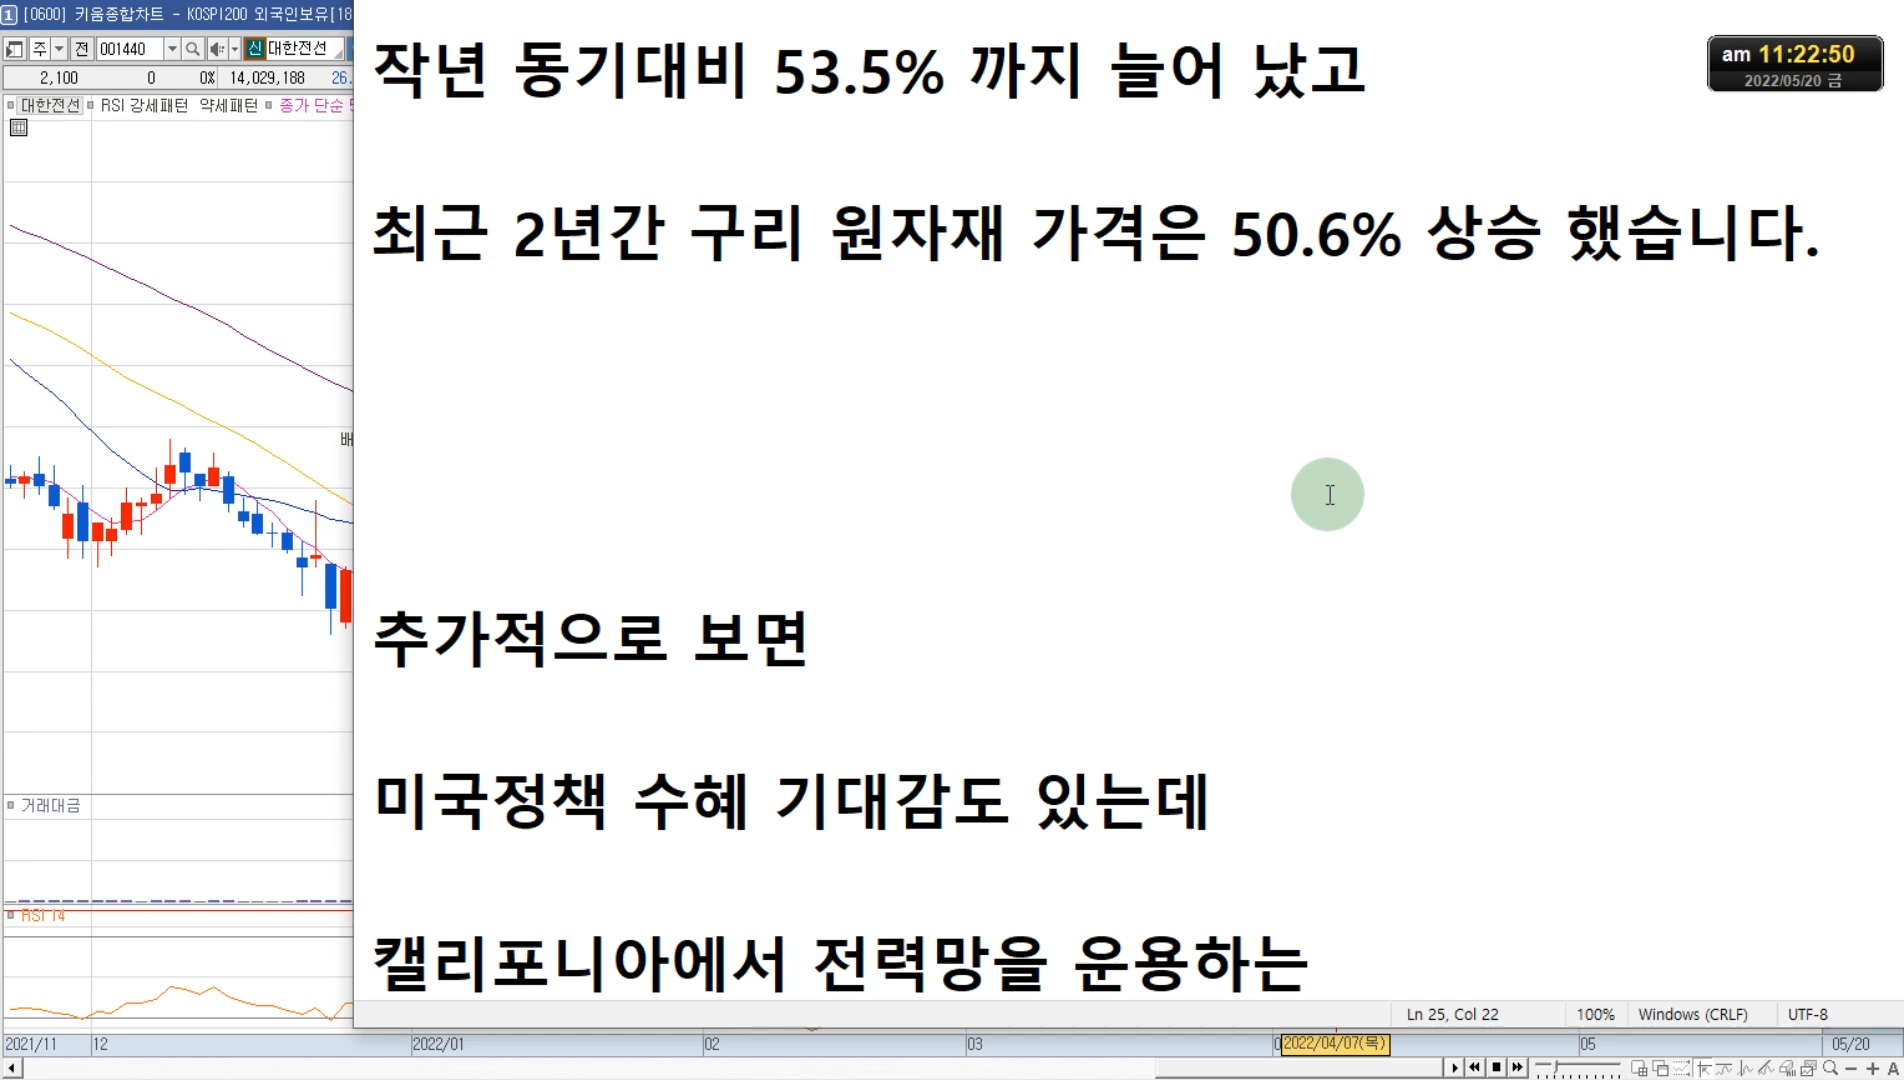 1 [0600] 키움종합차트 - KOSPI200 외국인보유[18
주 전 001440 신 대한전선
2,100 0 0% 14,029,188 26.
대한전선 RSI 강세패턴 약세패턴 종가 단순 5
작년 동기대비 53.5% 까지 늘어 났고
am 11:22:50
2022/05/20 금
최근 2년간 구리 원자재 가격은 50.6% 상승 했습니다.
배
추가적으로 보면
미국정책 수혜 기대감도 있는데
거래대금
RSI 14
캘리포니아에서 전력망을 운용하는
Ln 25, Col 22 100% Windows (CRLF) UTF-8
2021/11 12 2022/01 02 03 0 2022/04/07(목) 05 05/20
A